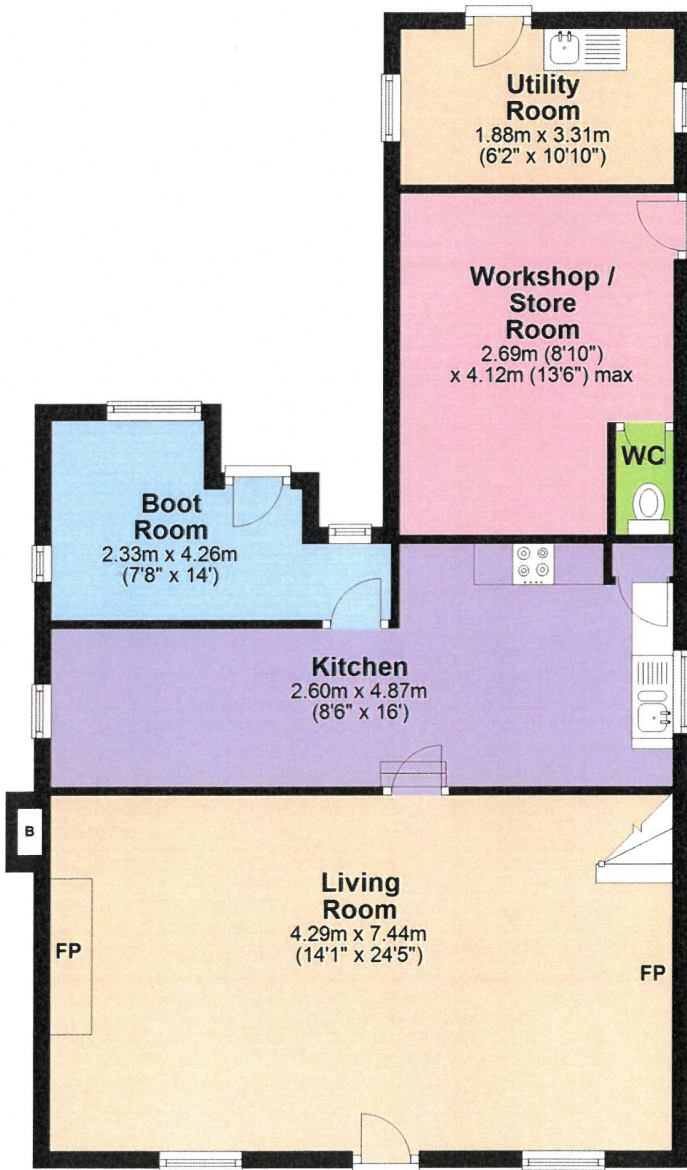 Utility
Room
1.88m x 3.31m
(6'2" x 10'10")
Workshop /
Store
Room
2.69m (8'10")
x 4.12m (13'6") max
WC
Boot
Room
2.33m x 4.26m
(7'8" x 14')
Kitchen
2.60m x 4.87m
(8'6" x 16')
B
Living
Room
4.29m x 7.44m
(14'1" x 24'5")
FP
FP